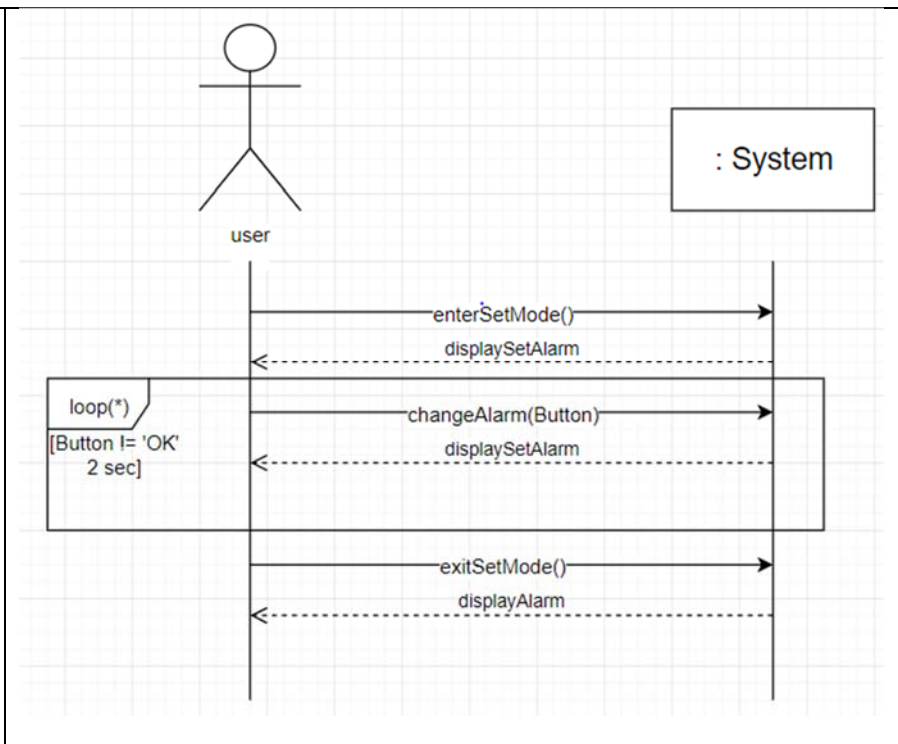 : System
user
enterSetMode()
displaySetAlarm
loop(*)
changeAlarm(Button)
[Button != 'OK'
2 sec]
displaySetAlarm
exitSetMode()
displayAlarm